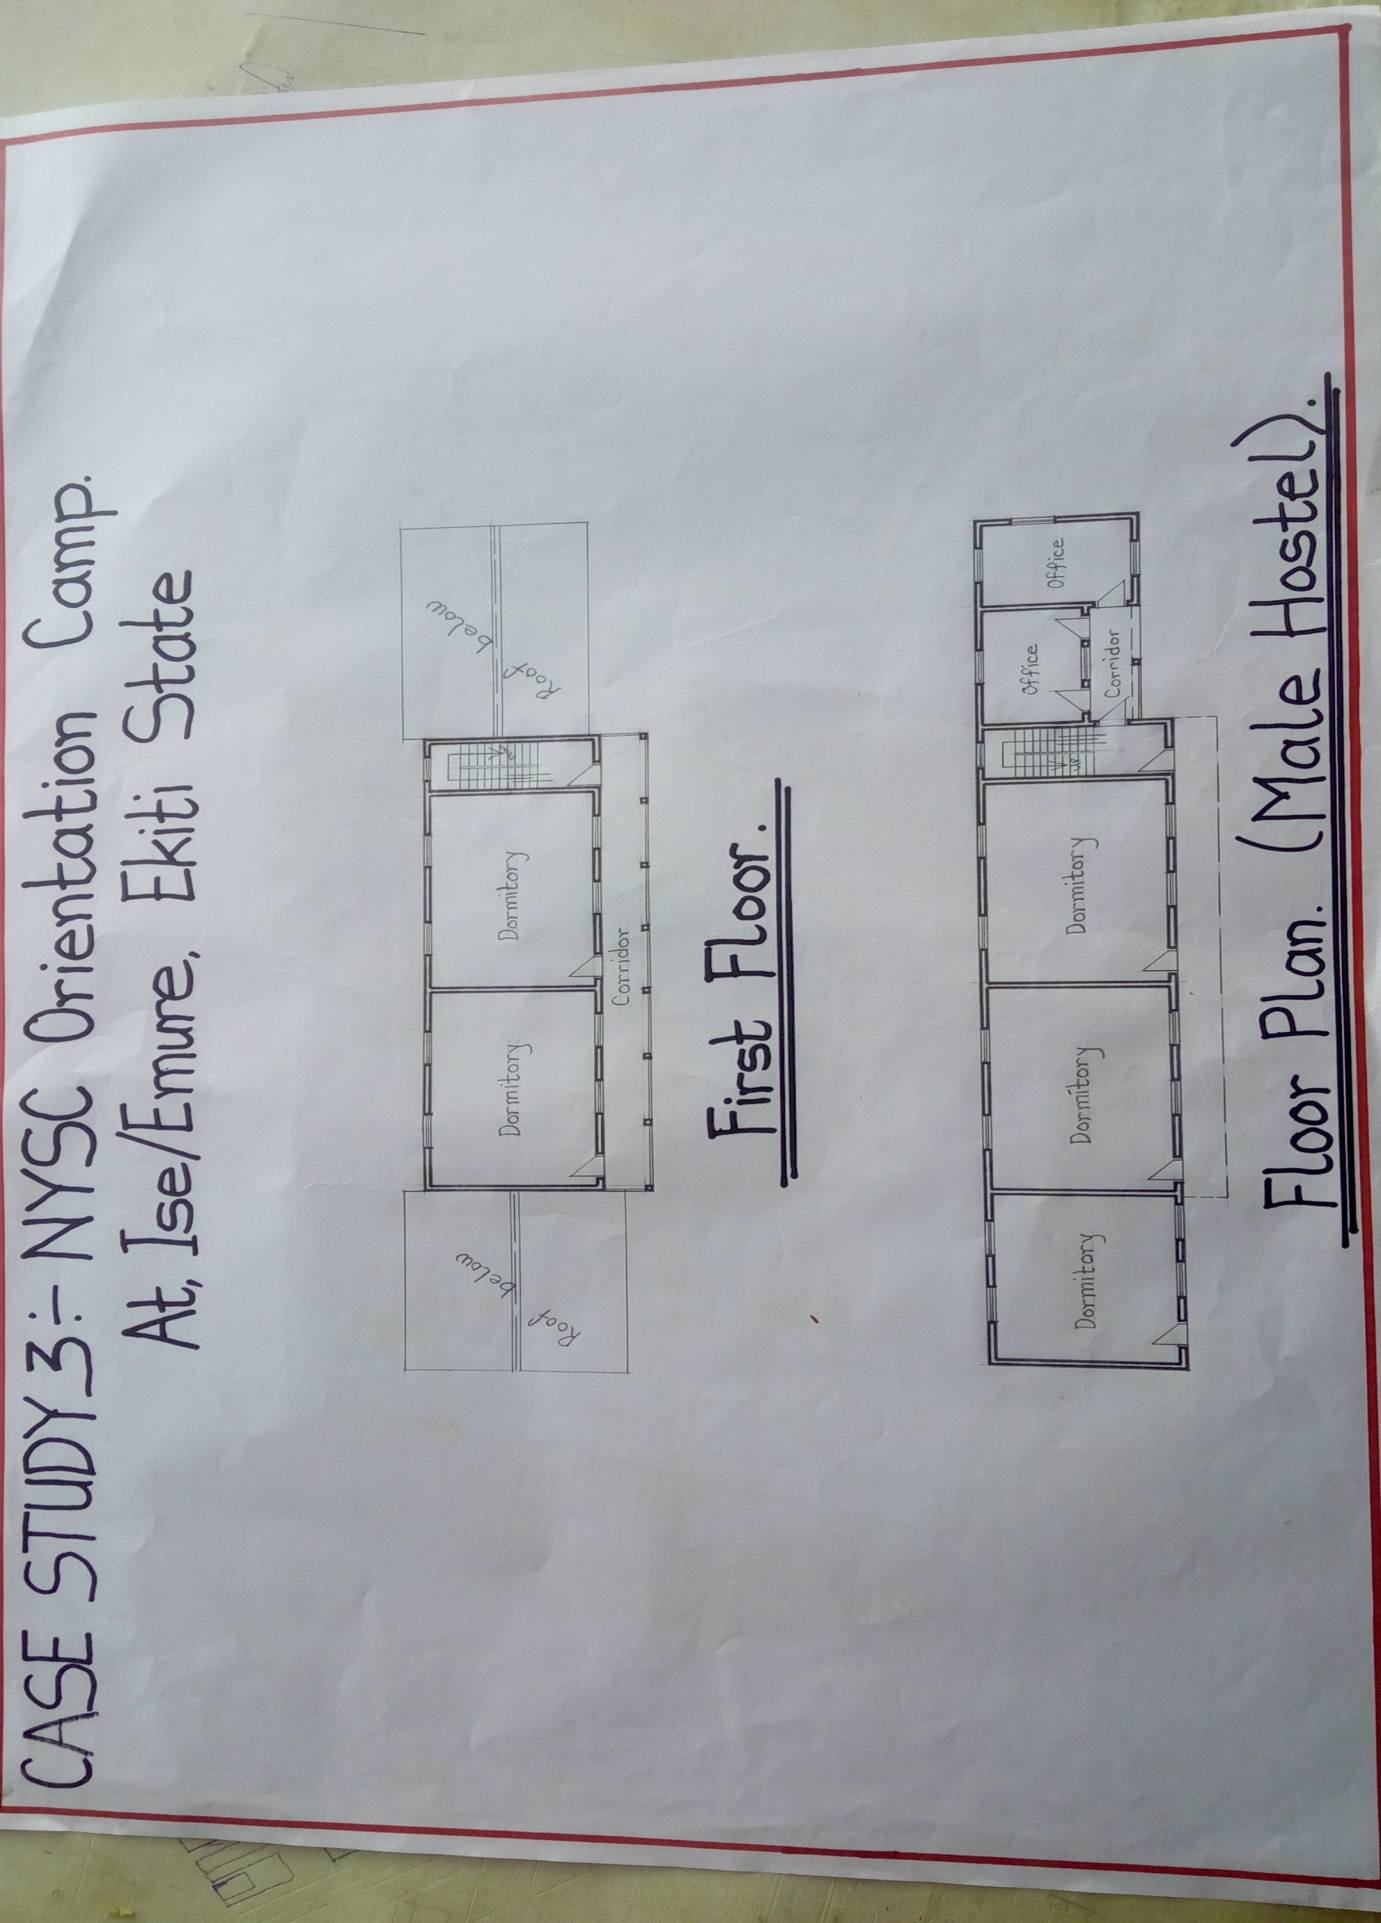 CASE STUDY 3:- NYSC Orientation Camp.
At, Ise/Emure, Ekiti State
below
Roof
below
Roof
Dormitory
Dormitory
Corridor
First Floor.
Dormitory
Dormitory
Dormitory
Office
Office
Corridor
Floor Plan. (Male Hostel).